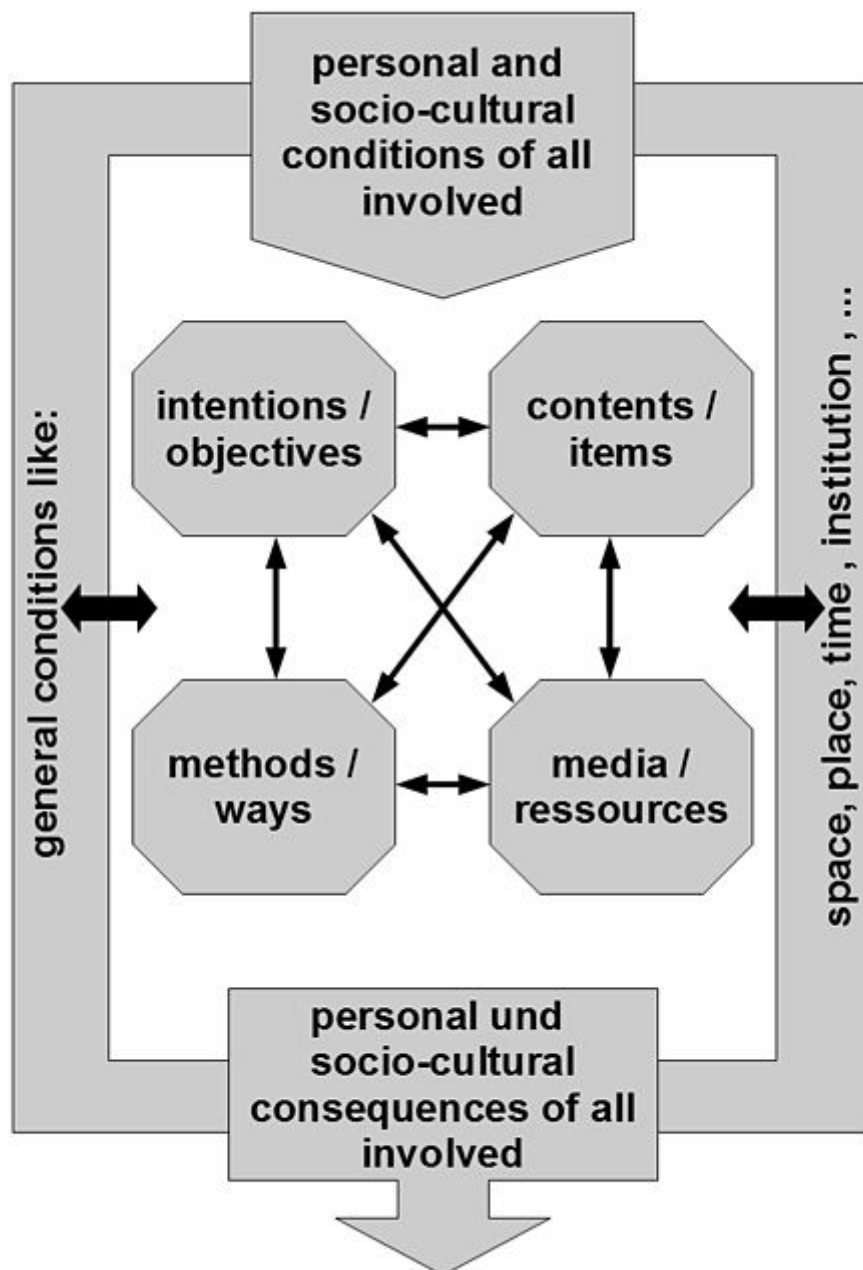 personal and
socio-cultural
conditions of all
involved
general conditions like:
space, place, time , institution , ...
intentions /
objectives
contents /
items
methods /
ways
media /
ressources
personal und
socio-cultural
consequences of all
involved